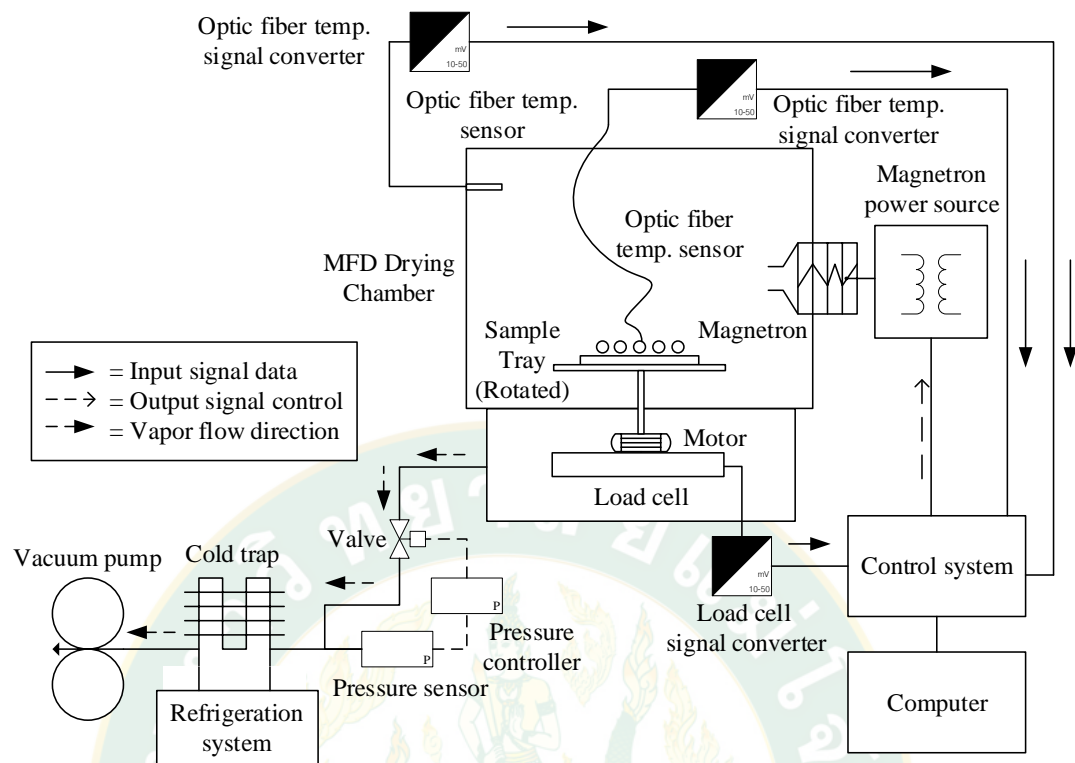 Optic fiber temp.
signal converter
mV
10-50
Optic fiber temp.
sensor
mV
10-50
Optic fiber temp.
signal converter
Magnetron
power source
Optic fiber
temp. sensor
MFD Drying
Chamber
Sample
Tray
(Rotated)
Magnetron
= Input signal data
= Output signal control
= Vapor flow direction
Motor
Load cell
Valve
Cold trap
Vacuum pump
mV
10-50
Load cell
signal converter
Control system
P
Pressure
controller
P
Pressure sensor
Refrigeration
system
Computer